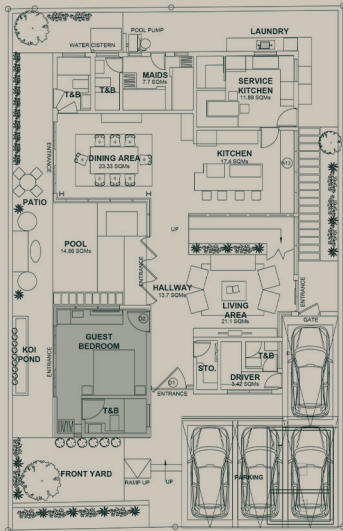 LAUNDRY
POOL PUMP
WATER CISTERN
MAIDS
7.7 SQMs
SERVICE
KITCHEN
11.89 SQMs
T&B
T&B
ENTRANCE
DINING AREA
23.33 SQMs
KITCHEN
17.4 SQMs
PATIO
POOL
14.86 SQMs
UP
ENTRANCE
HALLWAY
13.7 SQMs
LIVING
AREA
21.1 SQMs
ENTRANCE
GATE
D2
GUEST
BEDROOM
KOI
POND
ENTRANCE
STO.
T&B
DRIVER
3.42 SQMs
D1
ENTRANCE
T&B
FRONT YARD
RAMP UP
UP
PARKING